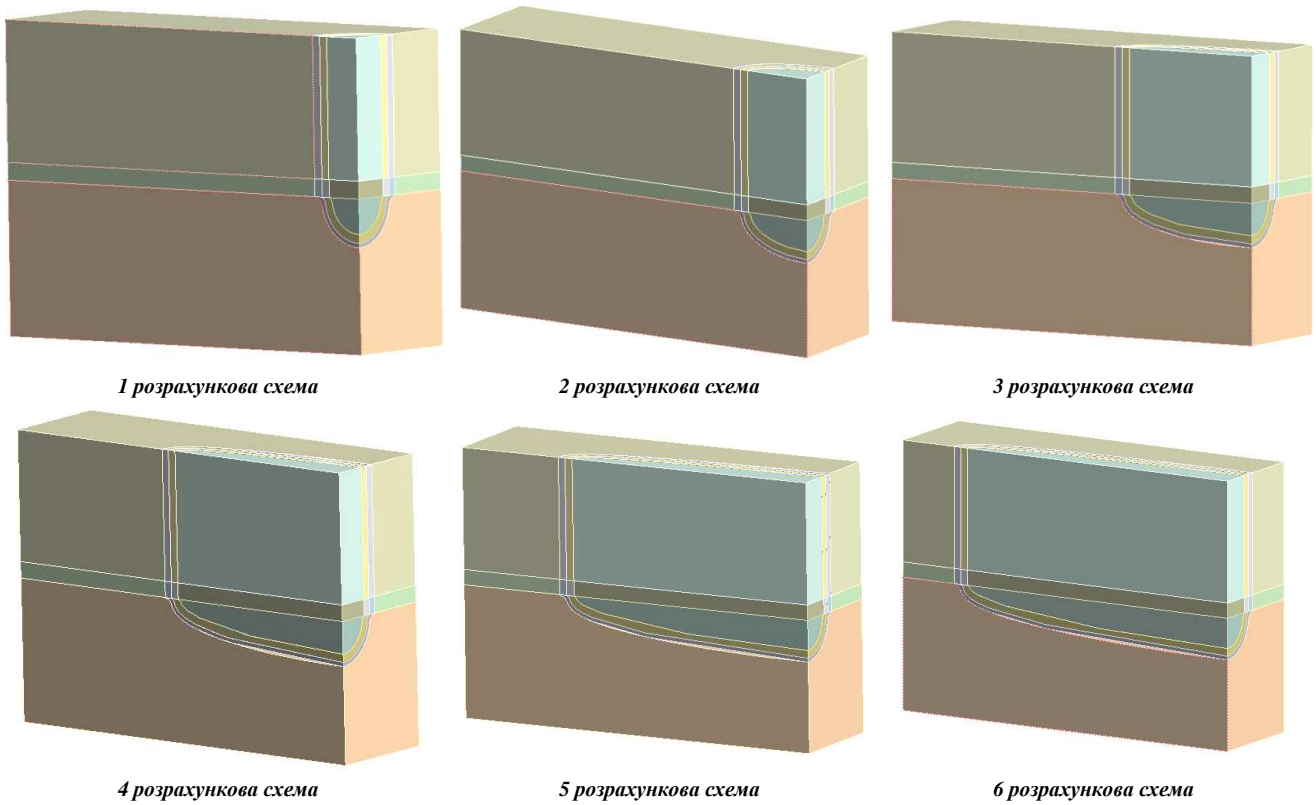 1 розрахункова схема
2 розрахункова схема
3 розрахункова схема
4 розрахункова схема
5 розрахункова схема
6 розрахункова схема